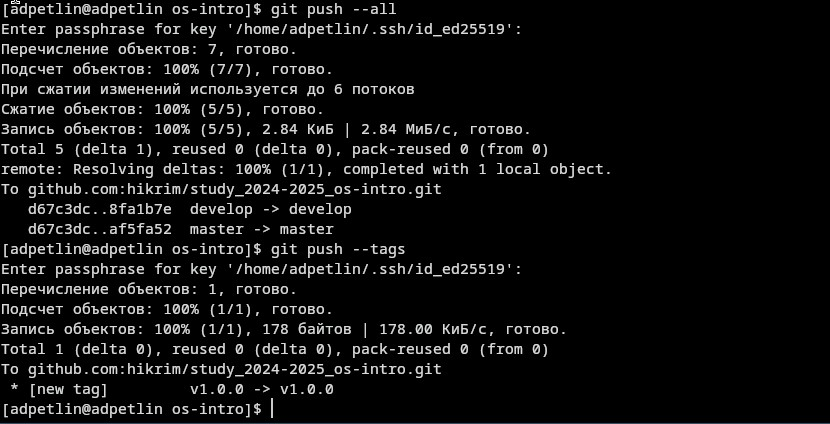 [adpetlin@adpetlin os-intro]$ git push --all
Enter passphrase for key '/home/adpetlin/.ssh/id_ed25519':
Перечисление объектов: 7, готово.
Подсчет объектов: 100% (7/7), готово.
При сжатии изменений используется до 6 потоков
Сжатие объектов: 100% (5/5), готово.
Запись объектов: 100% (5/5), 2.84 КиБ | 2.84 МиБ/с, готово.
Total 5 (delta 1), reused 0 (delta 0), pack-reused 0 (from 0)
remote: Resolving deltas: 100% (1/1), completed with 1 local object.
To github.com:hikrim/study_2024-2025_os-intro.git
   d67c3dc..8fa1b7e  develop -> develop
   d67c3dc..af5fa52  master -> master
[adpetlin@adpetlin os-intro]$ git push --tags
Enter passphrase for key '/home/adpetlin/.ssh/id_ed25519':
Перечисление объектов: 1, готово.
Подсчет объектов: 100% (1/1), готово.
Запись объектов: 100% (1/1), 178 байтов | 178.00 КиБ/с, готово.
Total 1 (delta 0), reused 0 (delta 0), pack-reused 0 (from 0)
To github.com:hikrim/study_2024-2025_os-intro.git
 * [new tag]         v1.0.0 -> v1.0.0
[adpetlin@adpetlin os-intro]$